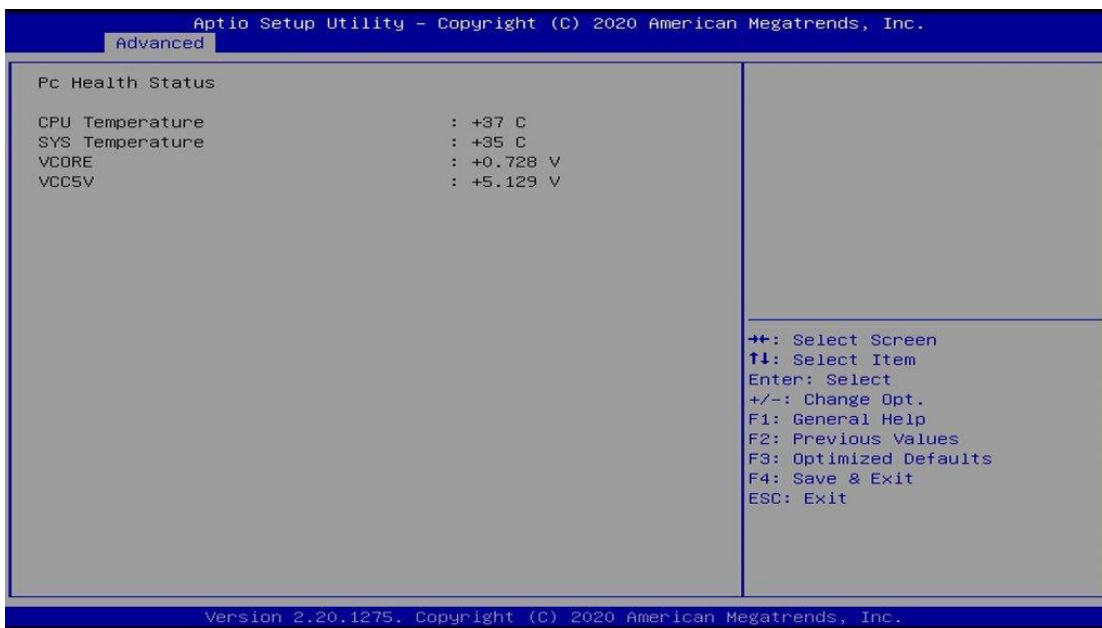 Aptio Setup Utility – Copyright (C) 2020 American Megatrends, Inc.
Advanced
Pc Health Status
CPU Temperature : +37 C
SYS Temperature : +35 C
VCORE : +0.728 V
VCC5V : +5.129 V
→←: Select Screen
↑↓: Select Item
Enter: Select
+/-: Change Opt.
F1: General Help
F2: Previous Values
F3: Optimized Defaults
F4: Save & Exit
ESC: Exit
Version 2.20.1275. Copyright (C) 2020 American Megatrends, Inc.